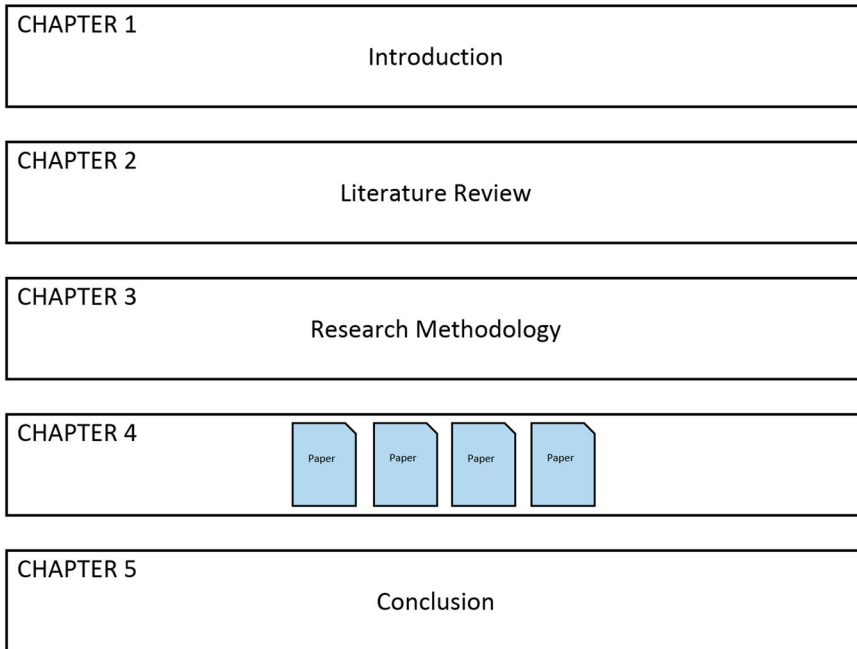 CHAPTER 1
Introduction
CHAPTER 2
Literature Review
CHAPTER 3
Research Methodology
CHAPTER 4
Paper Paper Paper Paper
CHAPTER 5
Conclusion